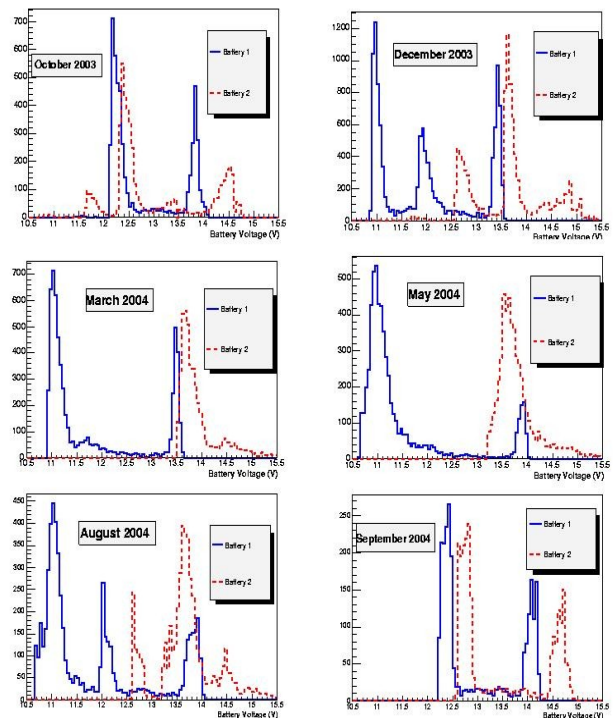 October 2003
Battery 1
Battery 2
700
600
500
400
300
200
100
0
10.5 11 11.5 12 12.5 13 13.5 14 14.5 15 15.5
Battery Voltage (V)
December 2003
Battery 1
Battery 2
1200
1000
800
600
400
200
0
10.5 11 11.5 12 12.5 13 13.5 14 14.5 15 15.5
Battery Voltage (V)
March 2004
Battery 1
Battery 2
700
600
500
400
300
200
100
0
10.5 11 11.5 12 12.5 13 13.5 14 14.5 15 15.5
Battery Voltage (V)
May 2004
Battery 1
Battery 2
500
400
300
200
100
0
10.5 11 11.5 12 12.5 13 13.5 14 14.5 15 15.5
Battery Voltage (V)
August 2004
Battery 1
Battery 2
450
400
350
300
250
200
150
100
50
0
10.5 11 11.5 12 12.5 13 13.5 14 14.5 15 15.5
Battery Voltage (V)
September 2004
Battery 1
Battery 2
250
200
150
100
50
0
10.5 11 11.5 12 12.5 13 13.5 14 14.5 15 15.5
Battery Voltage (V)